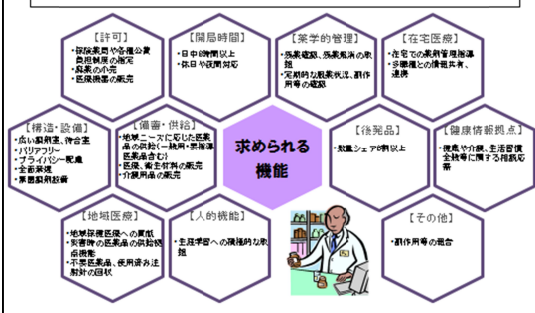 【許可】
・保険薬局や各種公費
負担制度の指定
・麻薬の小売
・医療機器の販売
【開局時間】
・日中8時間以上
・休日や夜間対応
【薬学的管理】
・残薬確認、残薬解消の取
組
・定期的な服薬状況、副作
用等の確認
【在宅医療】
・在宅での薬剤管理指導
・多職種との情報共有、
連携
【構造・設備】
・広い調剤室、待合室
・バリアフリー
・プライバシー配慮
・全面禁煙
・無菌調剤設備
【備蓄・供給】
・地域ニーズに応じた医薬
品の供給(一般用・要指導
医薬品含む)
・医療、衛生材料の販売
・介護用品の販売
求められる
機能
【後発品】
・数量シェア6割以上
【健康情報拠点】
・健康や介護、生活習慣
全般等に関する相談応
需
【地域医療】
・地域保健医療への貢献
・災害時の医薬品の供給拠
点機能
・不要医薬品、使用済み注
射針の回収
【人的機能】
・生涯学習への積極的な取
組
【その他】
・副作用等の報告